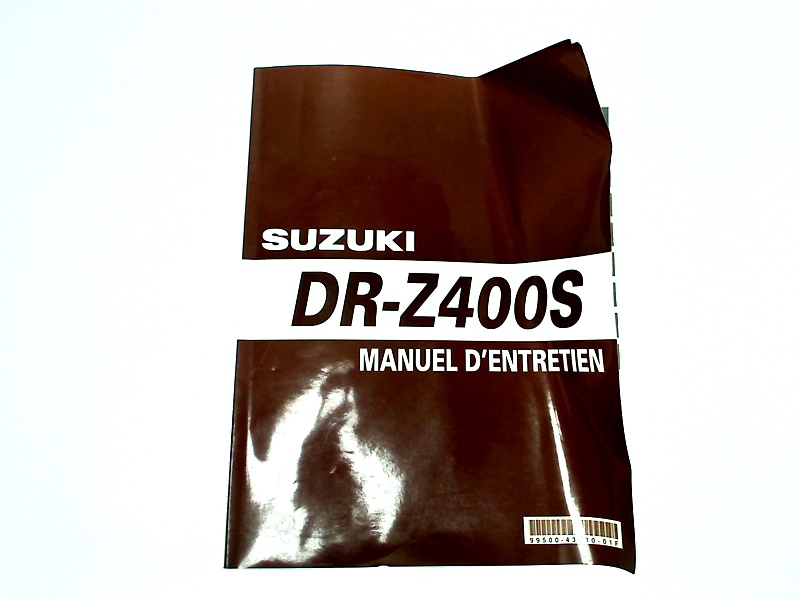 SUZUKI
DR-Z400S
MANUEL D'ENTRETIEN